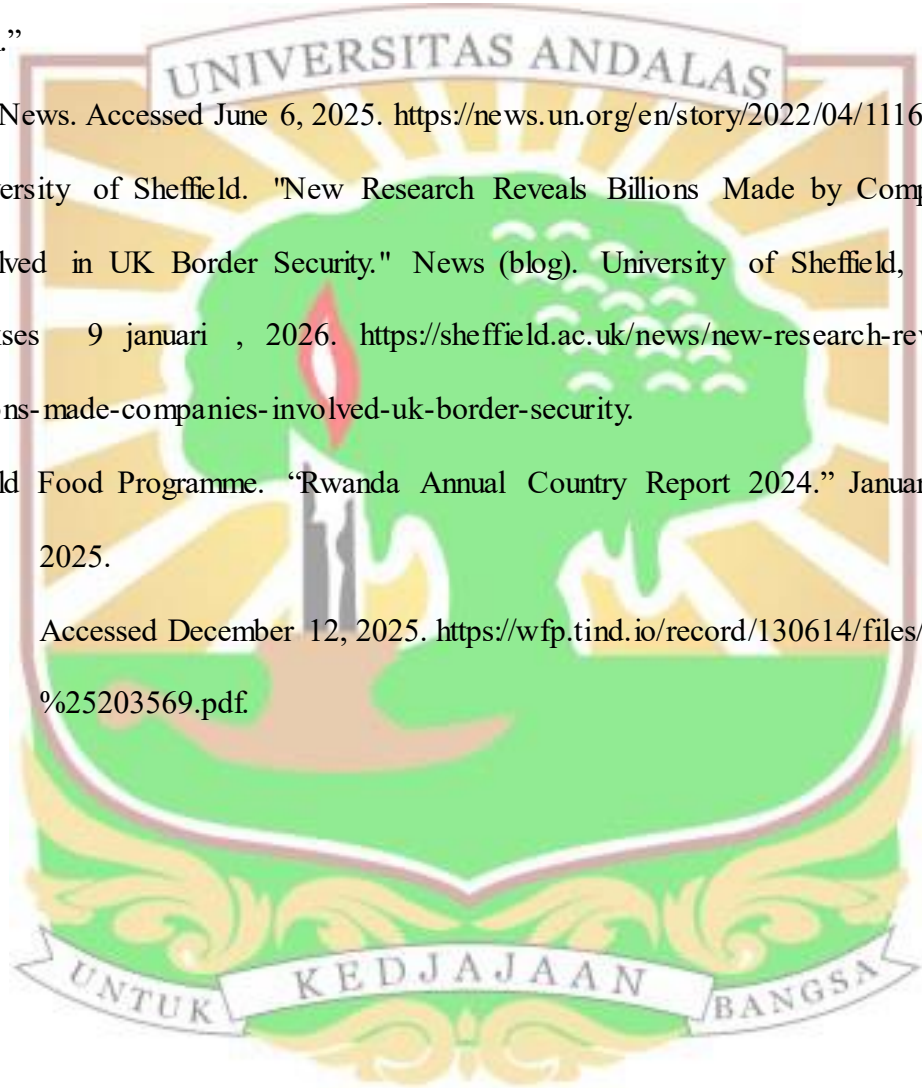 .”
UNIVERSITAS ANDALAS
News. Accessed June 6, 2025. https://news.un.org/en/story/2022/04/1116
versity of Sheffield. "New Research Reveals Billions Made by Comp
lved in UK Border Security." News (blog). University of Sheffield,
ses 9 januari , 2026. https://sheffield.ac.uk/news/new-research-rev
ons-made-companies-involved-uk-border-security.
ld Food Programme. “Rwanda Annual Country Report 2024.” Januar
2025.
Accessed December 12, 2025. https://wfp.tind.io/record/130614/files/
%25203569.pdf.
UNTUK KEDJAJAAN BANGSA